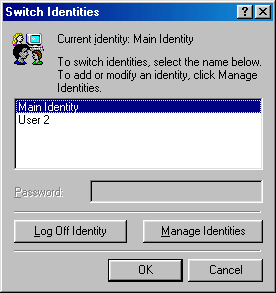 Switch Identities
Current identity: Main Identity
To switch identities, select the name below.
To add or modify an identity, click Manage
Identities.
Main Identity
User 2
Password:
Log Off Identity
Manage Identities
OK
Cancel